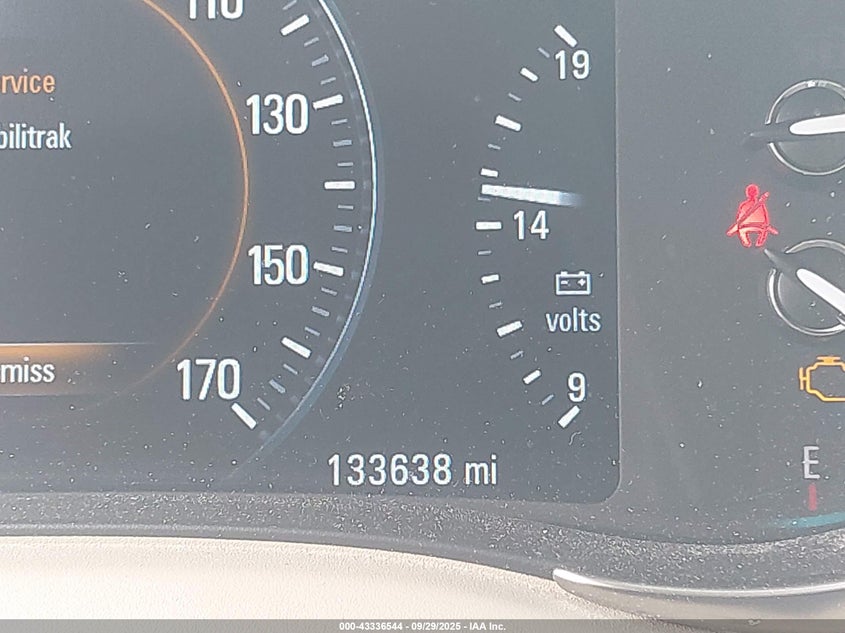 110
rvice
130
bilitrak
150
miss
170
19
14
volts
9
133638 mi
E
000-43336544 - 09/29/2025 - IAA Inc.